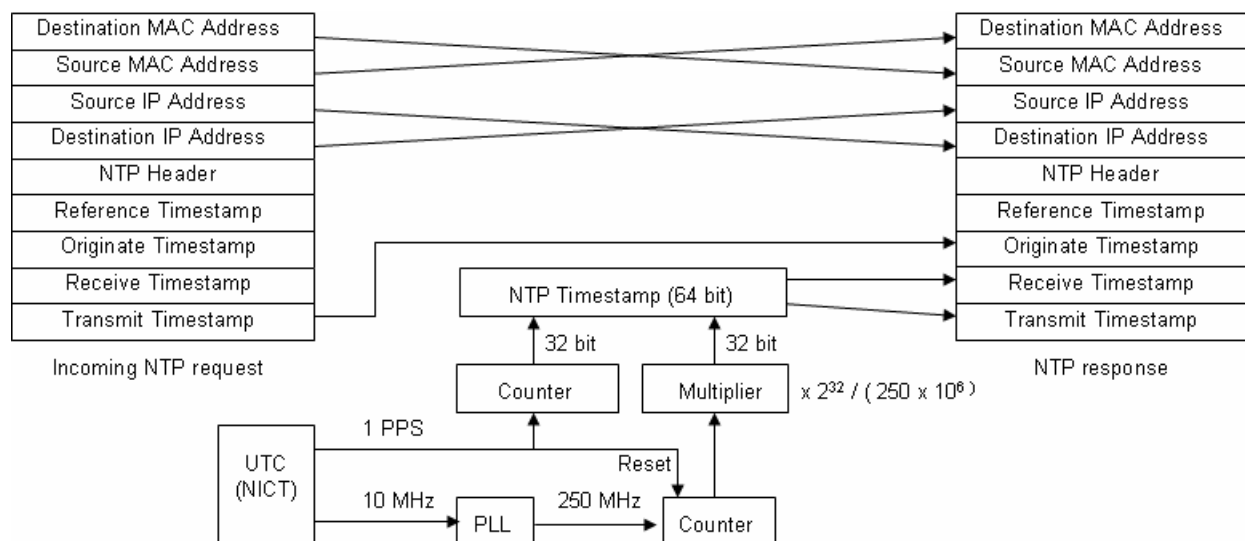 Destination MAC Address
Source MAC Address
Source IP Address
Destination IP Address
NTP Header
Reference Timestamp
Originate Timestamp
Receive Timestamp
Transmit Timestamp
Incoming NTP request
Destination MAC Address
Source MAC Address
Source IP Address
Destination IP Address
NTP Header
Reference Timestamp
Originate Timestamp
Receive Timestamp
Transmit Timestamp
NTP response
NTP Timestamp (64 bit)
32 bit
32 bit
Counter
Multiplier
x 2³² / ( 250 x 10⁶ )
UTC
(NICT)
1 PPS
Reset
10 MHz
PLL
250 MHz
Counter